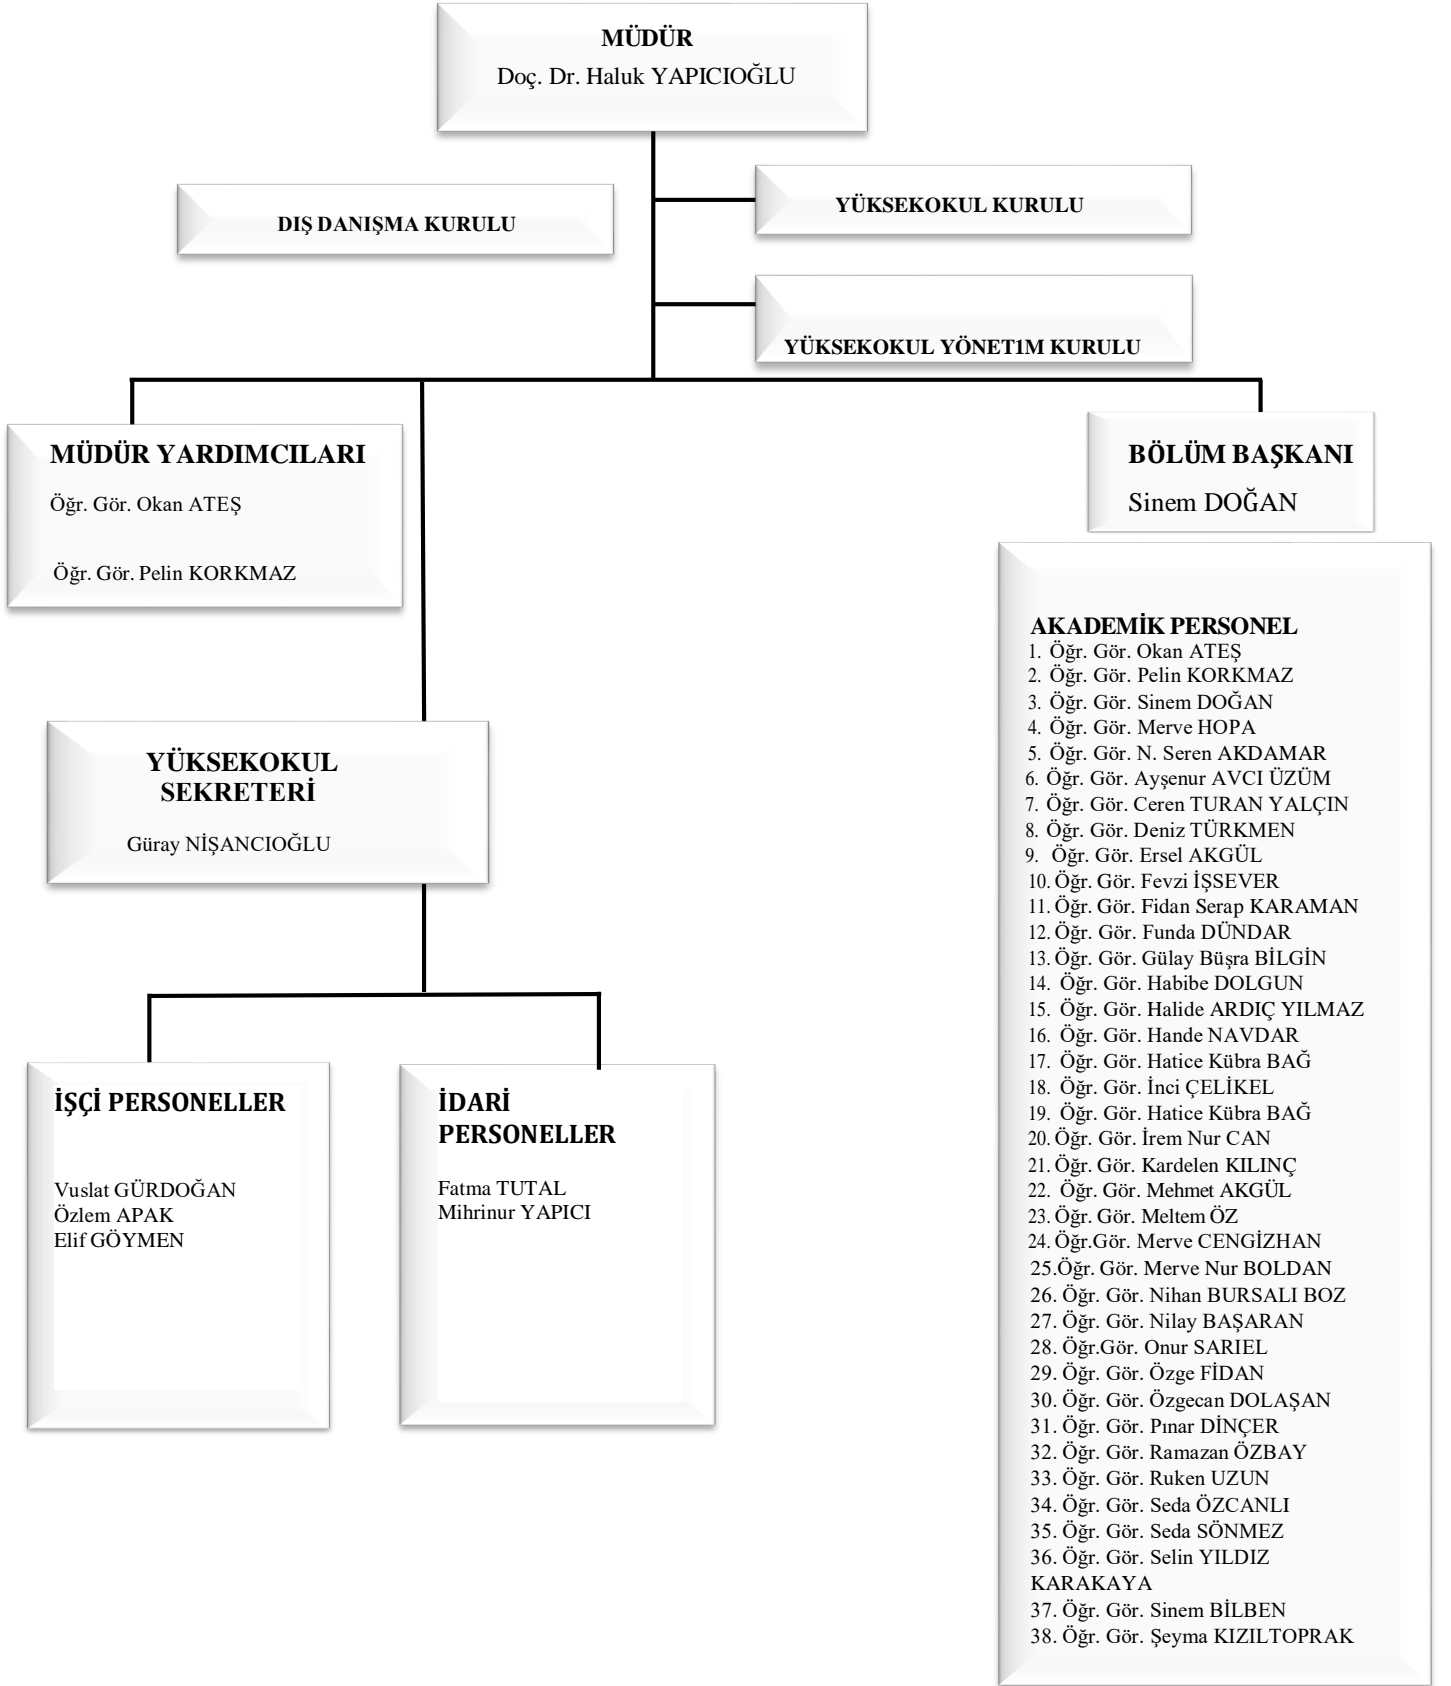 MÜDÜR
Doç. Dr. Haluk YAPICIOĞLU
DIŞ DANIŞMA KURULU
YÜKSEKOKUL KURULU
YÜKSEKOKUL YÖNET1M KURULU
MÜDÜR YARDIMCILARI
Öğr. Gör. Okan ATEŞ
Öğr. Gör. Pelin KORKMAZ
BÖLÜM BAŞKANI
Sinem DOĞAN
YÜKSEKOKUL
SEKRETERİ
Güray NİŞANCIOĞLU
İŞÇİ PERSONELLER
Vuslat GÜRDOĞAN
Özlem APAK
Elif GÖYMEN
İDARİ
PERSONELLER
Fatma TUTAL
Mihrinur YAPICI
AKADEMİK PERSONEL
1. Öğr. Gör. Okan ATEŞ
2. Öğr. Gör. Pelin KORKMAZ
3. Öğr. Gör. Sinem DOĞAN
4. Öğr. Gör. Merve HOPA
5. Öğr. Gör. N. Seren AKDAMAR
6. Öğr. Gör. Ayşenur AVCI ÜZÜM
7. Öğr. Gör. Ceren TURAN YALÇIN
8. Öğr. Gör. Deniz TÜRKMEN
9. Öğr. Gör. Ersel AKGÜL
10. Öğr. Gör. Fevzi İŞSEVER
11. Öğr. Gör. Fidan Serap KARAMAN
12. Öğr. Gör. Funda DÜNDAR
13. Öğr. Gör. Gülay Büşra BİLGİN
14. Öğr. Gör. Habibe DOLGUN
15. Öğr. Gör. Halide ARDIÇ YILMAZ
16. Öğr. Gör. Hande NAVDAR
17. Öğr. Gör. Hatice Kübra BAĞ
18. Öğr. Gör. İnci ÇELİKEL
19. Öğr. Gör. Hatice Kübra BAĞ
20. Öğr. Gör. İrem Nur CAN
21. Öğr. Gör. Kardelen KILINÇ
22. Öğr. Gör. Mehmet AKGÜL
23. Öğr. Gör. Meltem ÖZ
24. Öğr.Gör. Merve CENGİZHAN
25.Öğr. Gör. Merve Nur BOLDAN
26. Öğr. Gör. Nihan BURSALI BOZ
27. Öğr. Gör. Nilay BAŞARAN
28. Öğr.Gör. Onur SARIEL
29. Öğr. Gör. Özge FİDAN
30. Öğr. Gör. Özgecan DOLAŞAN
31. Öğr. Gör. Pınar DİNÇER
32. Öğr. Gör. Ramazan ÖZBAY
33. Öğr. Gör. Ruken UZUN
34. Öğr. Gör. Seda ÖZCANLI
35. Öğr. Gör. Seda SÖNMEZ
36. Öğr. Gör. Selin YILDIZ
KARAKAYA
37. Öğr. Gör. Sinem BİLBEN
38. Öğr. Gör. Şeyma KIZILTOPRAK